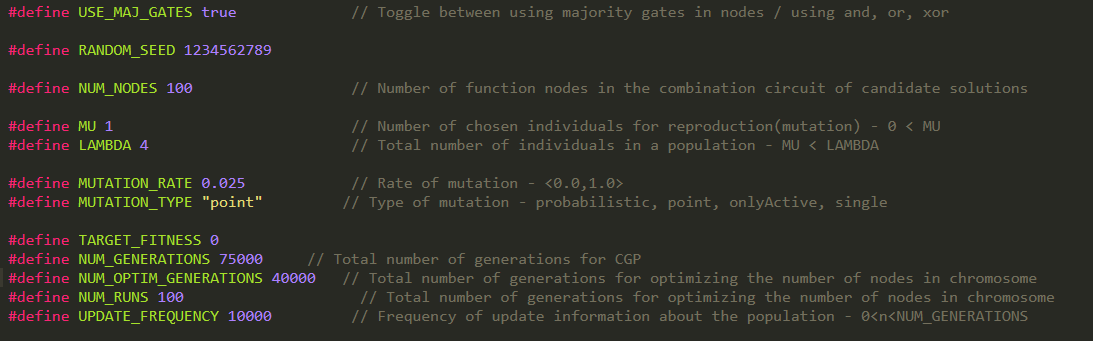 #define USE_MAJ_GATES true // Toggle between using majority gates in nodes / using and, or, xor
#define RANDOM_SEED 1234562789
#define NUM_NODES 100 // Number of function nodes in the combination circuit of candidate solutions
#define MU 1 // Number of chosen individuals for reproduction(mutation) - 0 < MU
#define LAMBDA 4 // Total number of individuals in a population - MU < LAMBDA
#define MUTATION_RATE 0.025 // Rate of mutation - <0.0,1.0>
#define MUTATION_TYPE "point" // Type of mutation - probabilistic, point, onlyActive, single
#define TARGET_FITNESS 0
#define NUM_GENERATIONS 75000 // Total number of generations for CGP
#define NUM_OPTIM_GENERATIONS 40000 // Total number of generations for optimizing the number of nodes in chromosome
#define NUM_RUNS 100 // Total number of generations for optimizing the number of nodes in chromosome
#define UPDATE_FREQUENCY 10000 // Frequency of update information about the population - 0<n<NUM_GENERATIONS